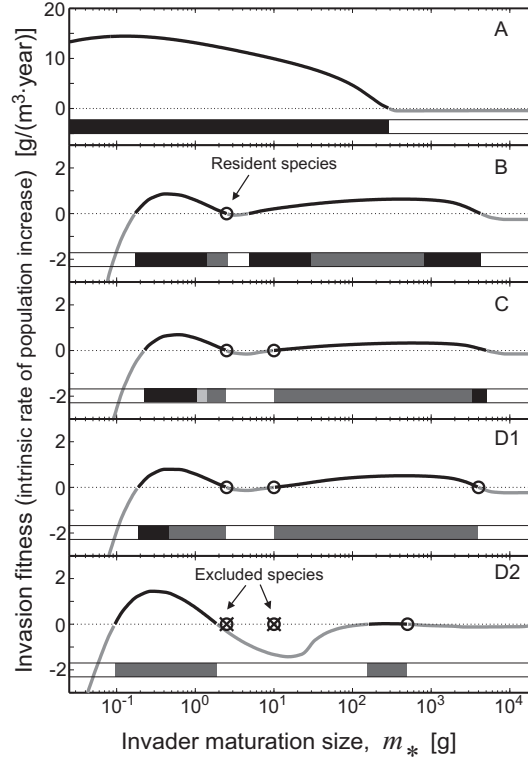 Invasion fitness (intrinsic rate of population increase) [g/(m³·year)]
20
15
10
5
0
A
2
0
-2
Resident species
B
2
0
-2
C
2
0
-2
D1
2
0
-2
Excluded species
D2
10⁻¹ 10⁰ 10¹ 10² 10³ 10⁴
Invader maturation size, m* [g]